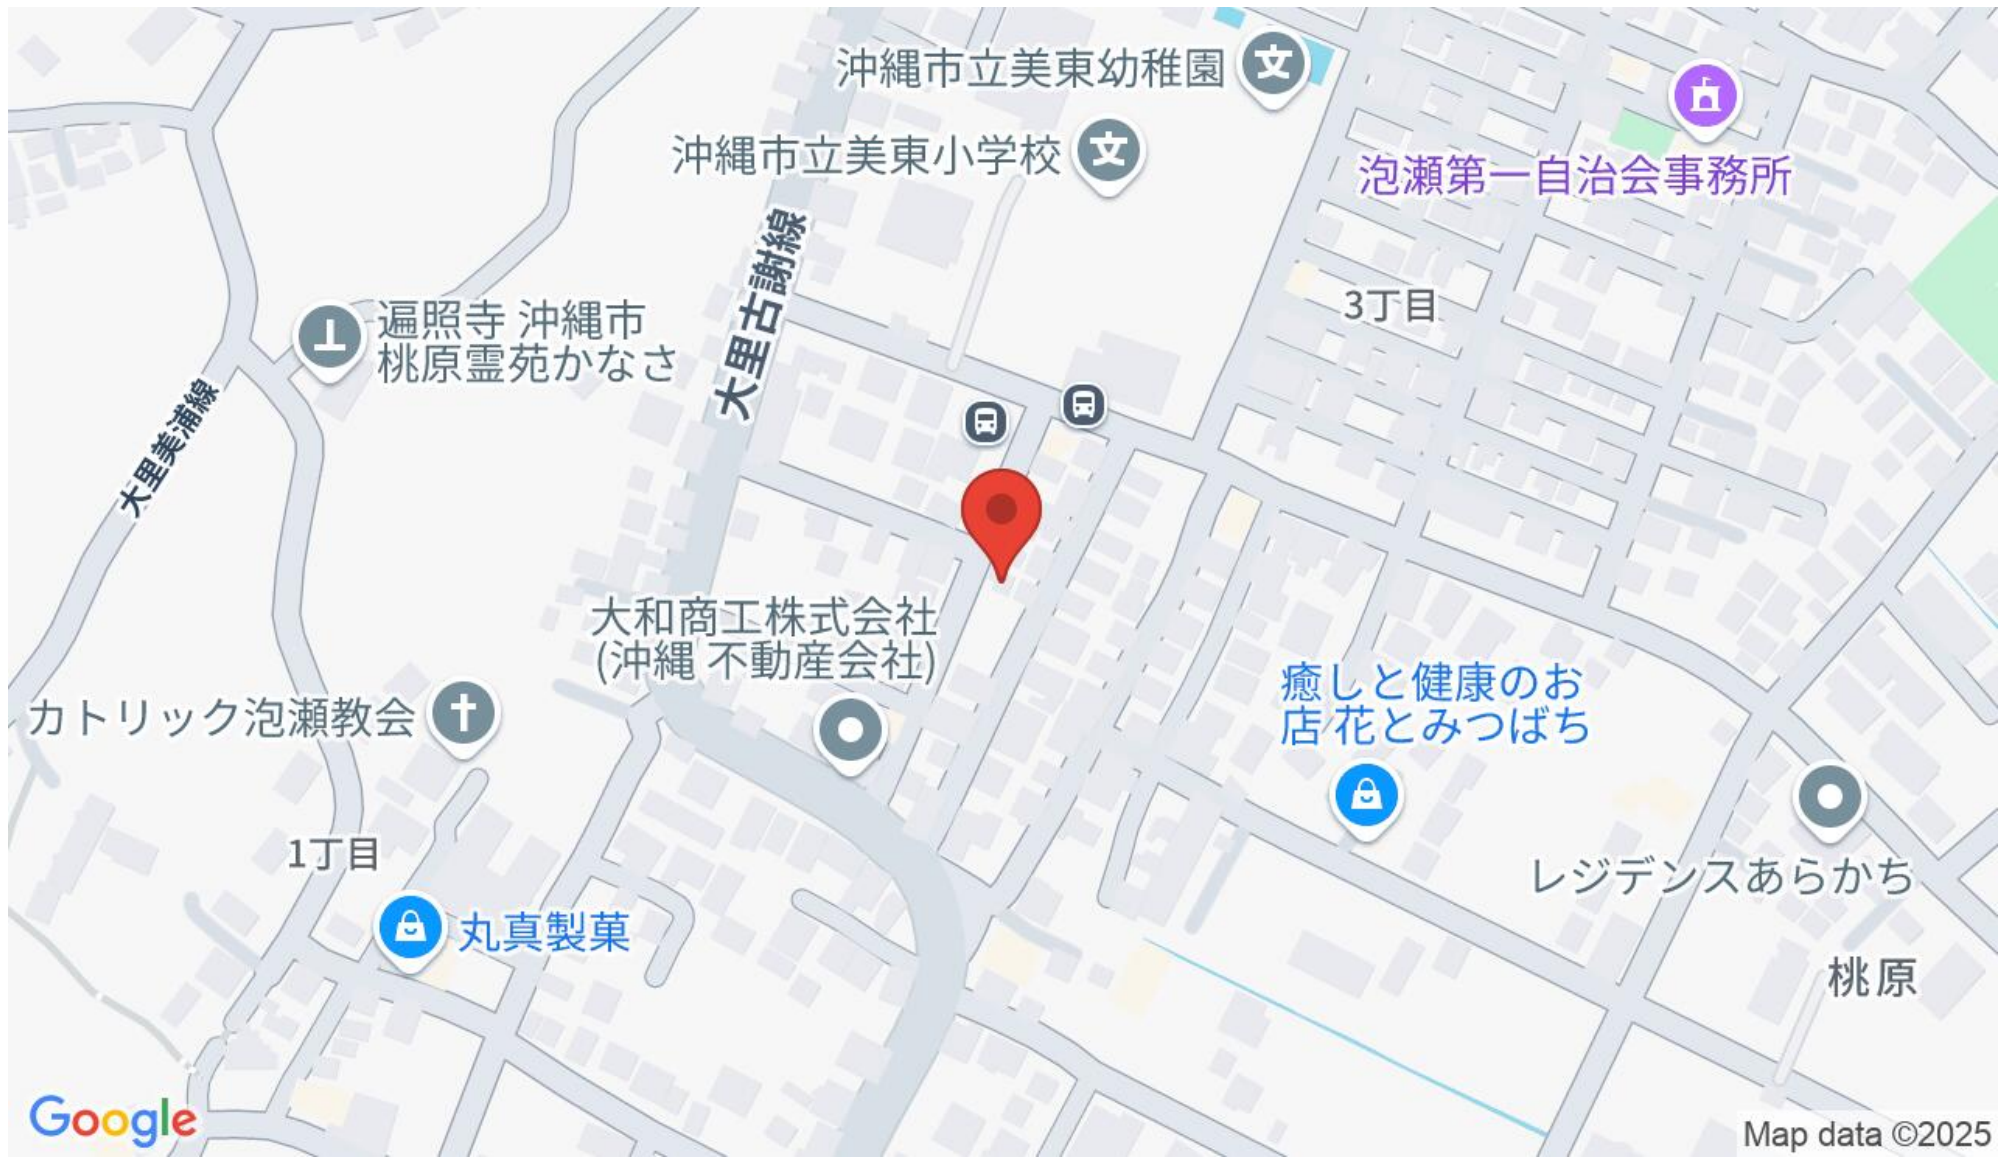 沖縄市立美東幼稚園
沖縄市立美東小学校
泡瀬第一自治会事務所
大里古謝線
3丁目
遍照寺 沖縄市
桃原霊苑かなさ
大里美浦線
大和商工株式会社
(沖縄 不動産会社)
カトリック泡瀬教会
癒しと健康のお
店 花とみつばち
1丁目
レジデンスあらかち
丸真製菓
桃原
Google
Map data ©2025